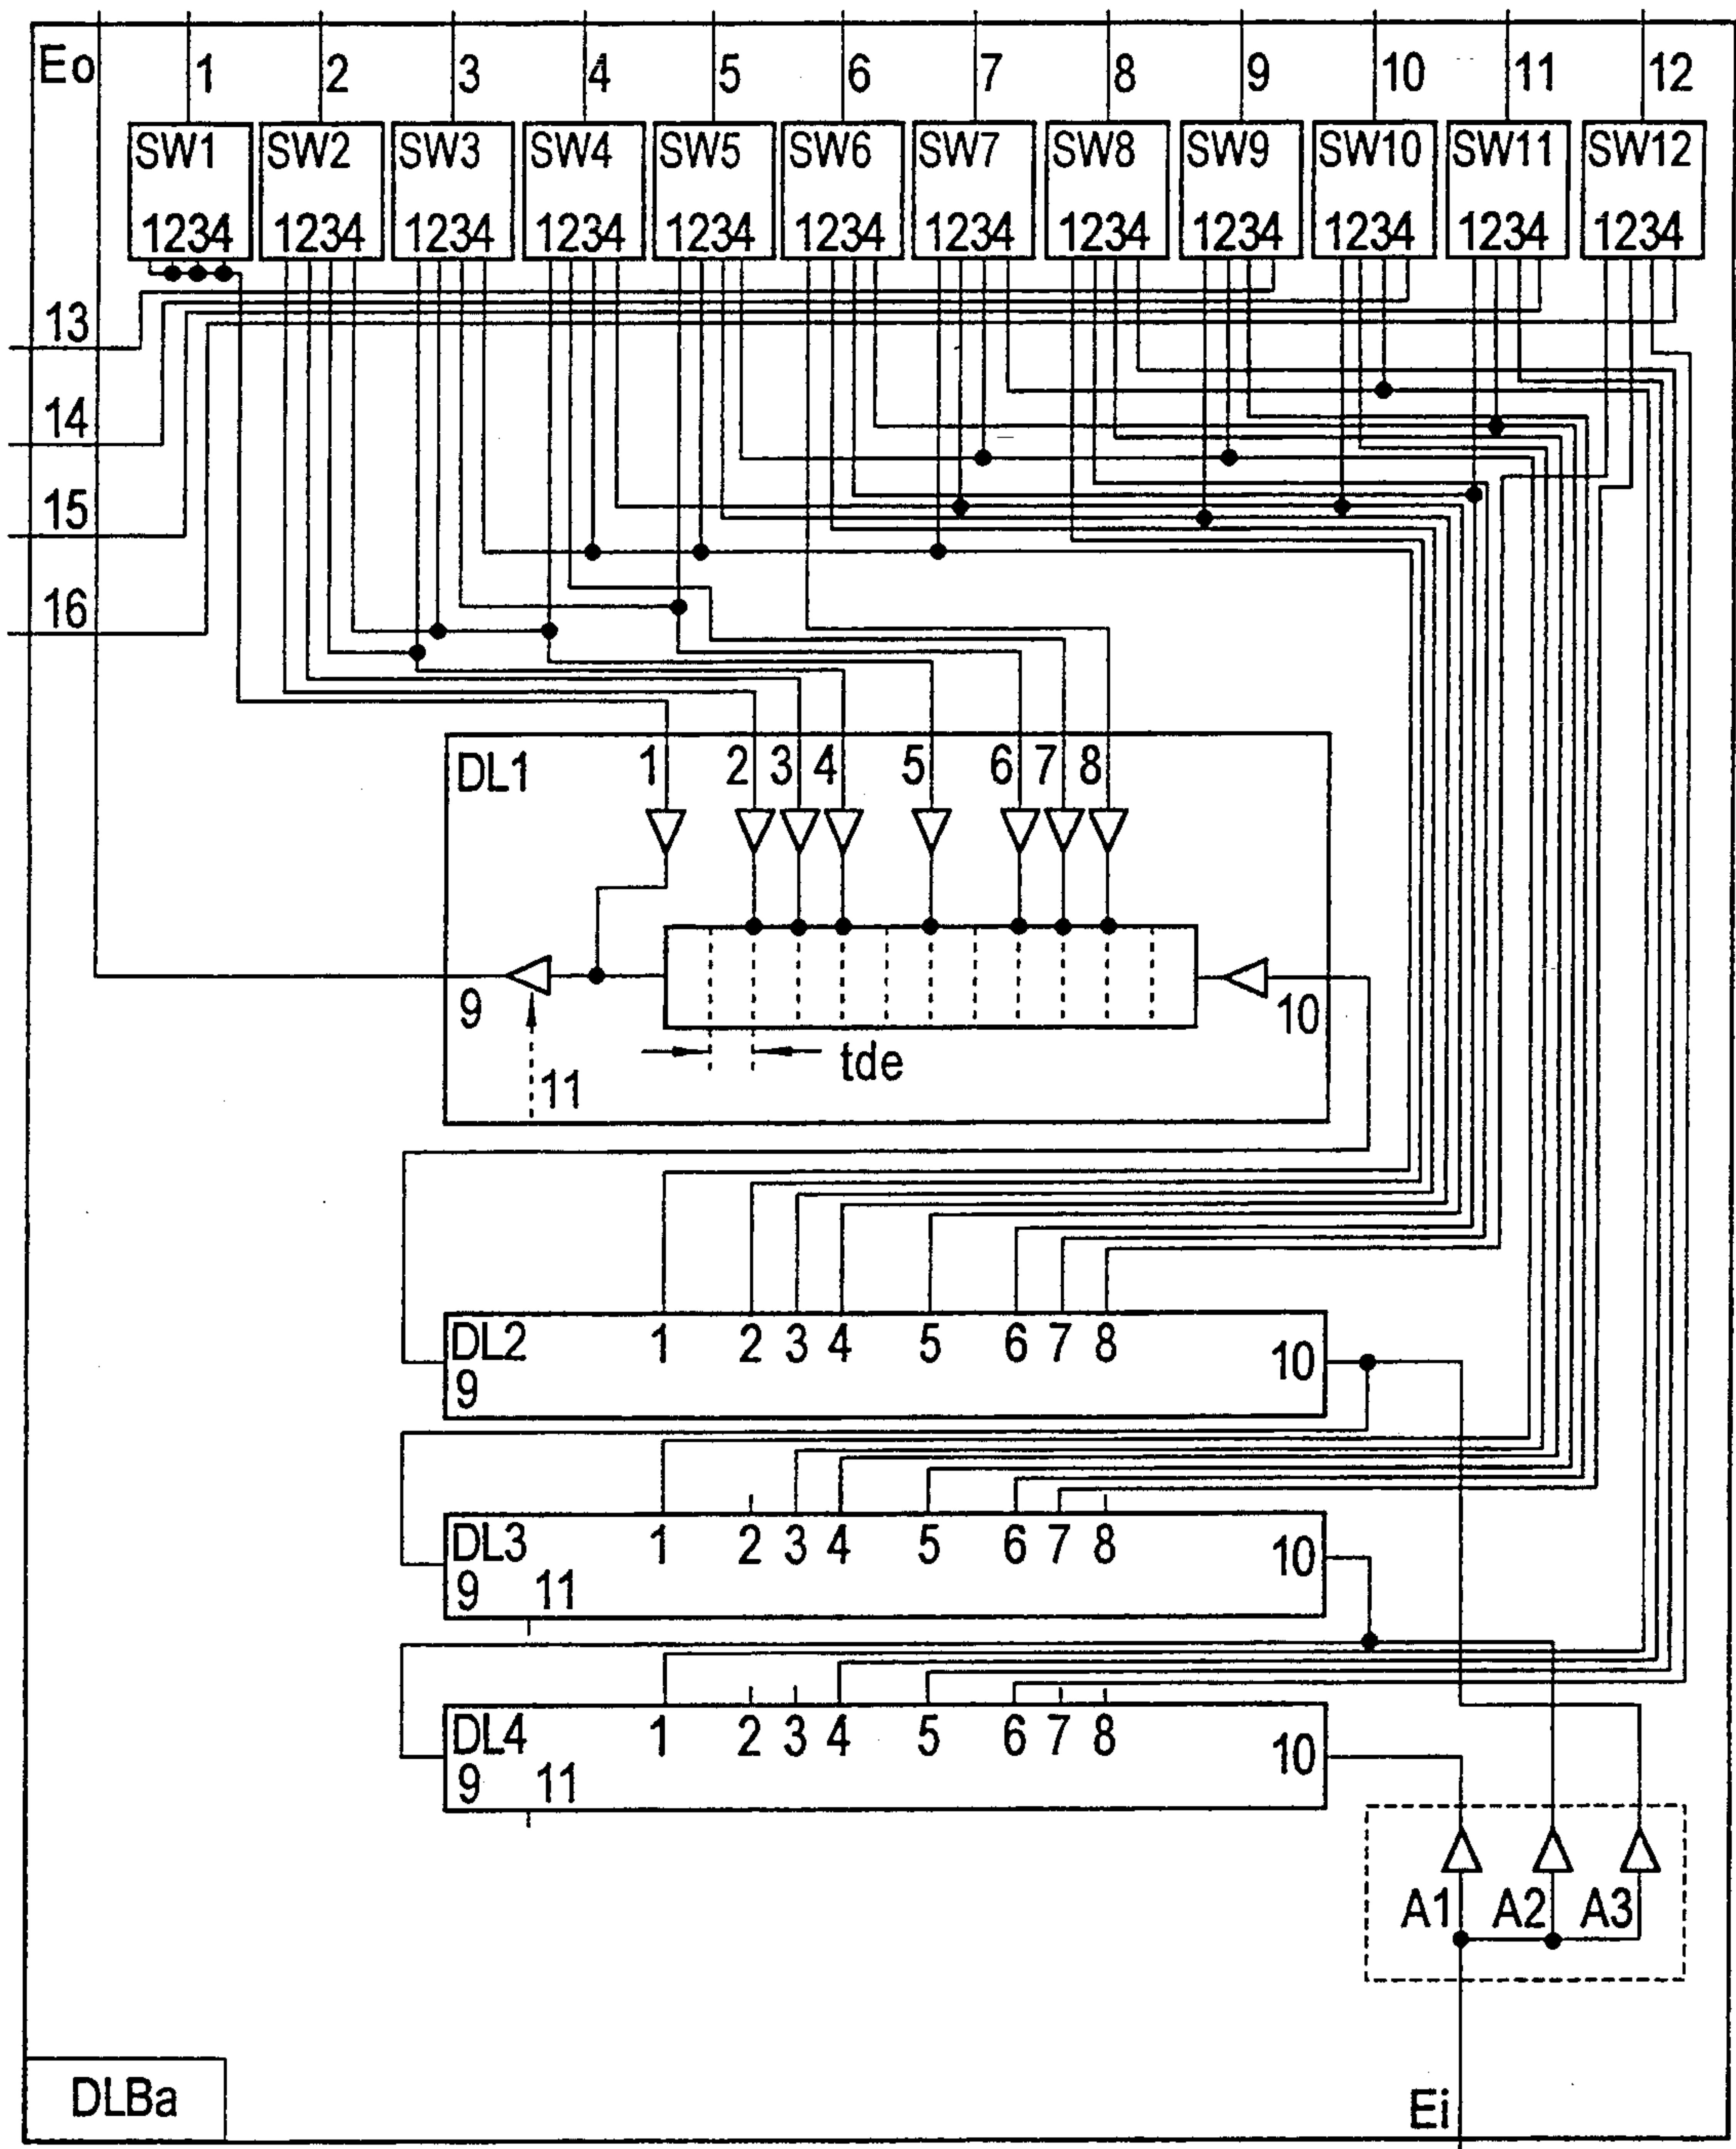 Eo 1 2 3 4 5 6 7 8 9 10 11 12
SW1 SW2 SW3 SW4 SW5 SW6 SW7 SW8 SW9 SW10 SW11 SW12
1234 1234 1234 1234 1234 1234 1234 1234 1234 1234 1234 1234
13
14
15
16
DL1 1 2 3 4 5 6 7 8
9 10
tde
11
DL2 1 2 3 4 5 6 7 8 10
9
DL3 1 2 3 4 5 6 7 8 10
9 11
DL4 1 2 3 4 5 6 7 8 10
9 11
A1 A2 A3
DLBa
Ei